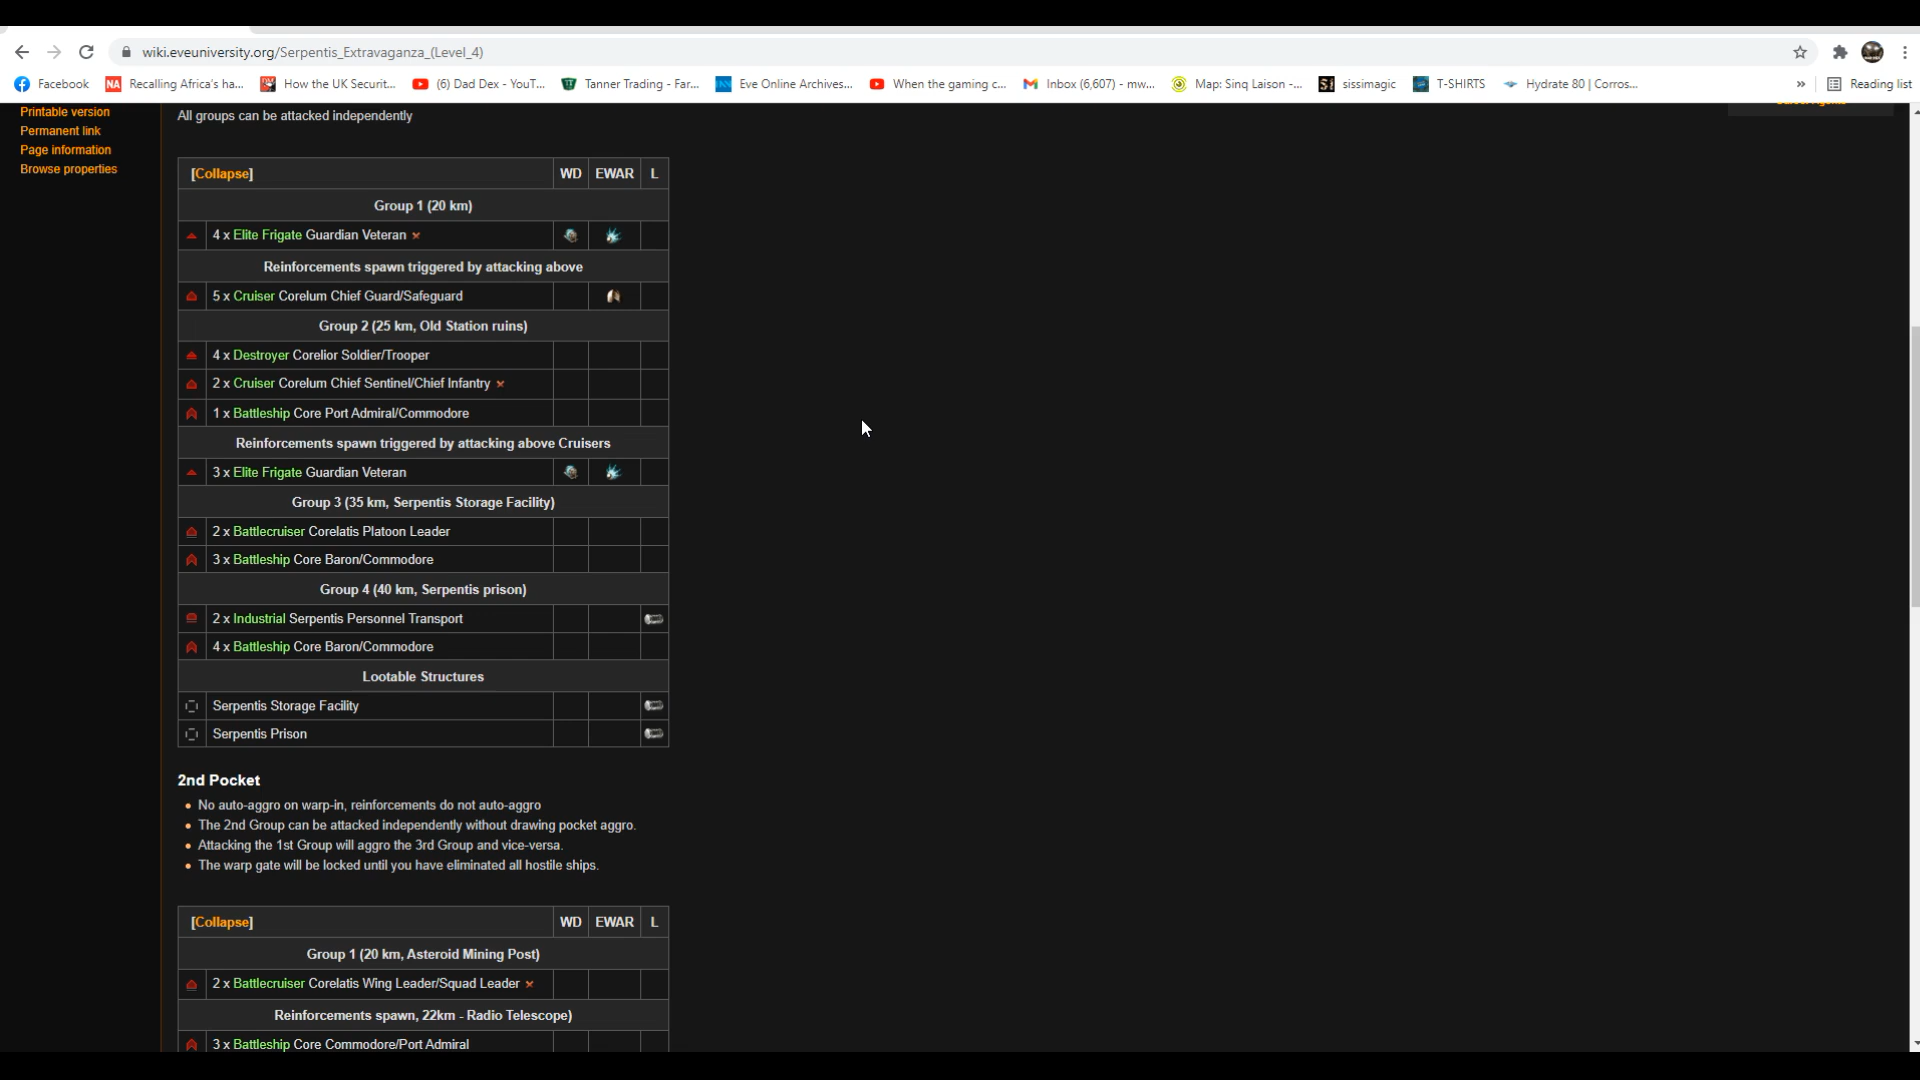 wiki.eveuniversity.org/Serpentis_Extravaganza_(Level_4)
Facebook
Recalling Africa's ha...
How the UK Securit...
(6) Dad Dex - YouT...
Tanner Trading - Far...
Eve Online Archives...
When the gaming c...
Inbox (6,607) - mw...
Map: Sinq Laison -...
sissimagic
T-SHIRTS
Hydrate 80 | Corros...
»
Reading list
Printable version
Permanent link
Page information
Browse properties
All groups can be attacked independently
[Collapse] WD EWAR L
Group 1 (20 km)
4 x Elite Frigate Guardian Veteran
Reinforcements spawn triggered by attacking above
5 x Cruiser Corelum Chief Guard/Safeguard
Group 2 (25 km, Old Station ruins)
4 x Destroyer Corelior Soldier/Trooper
2 x Cruiser Corelum Chief Sentinel/Chief Infantry
1 x Battleship Core Port Admiral/Commodore
Reinforcements spawn triggered by attacking above Cruisers
3 x Elite Frigate Guardian Veteran
Group 3 (35 km, Serpentis Storage Facility)
2 x Battlecruiser Corelatis Platoon Leader
3 x Battleship Core Baron/Commodore
Group 4 (40 km, Serpentis prison)
2 x Industrial Serpentis Personnel Transport
4 x Battleship Core Baron/Commodore
Lootable Structures
Serpentis Storage Facility
Serpentis Prison
2nd Pocket
No auto-aggro on warp-in, reinforcements do not auto-aggro
The 2nd Group can be attacked independently without drawing pocket aggro.
Attacking the 1st Group will aggro the 3rd Group and vice-versa.
The warp gate will be locked until you have eliminated all hostile ships.
[Collapse] WD EWAR L
Group 1 (20 km, Asteroid Mining Post)
2 x Battlecruiser Corelatis Wing Leader/Squad Leader
Reinforcements spawn, 22km - Radio Telescope)
3 x Battleship Core Commodore/Port Admiral